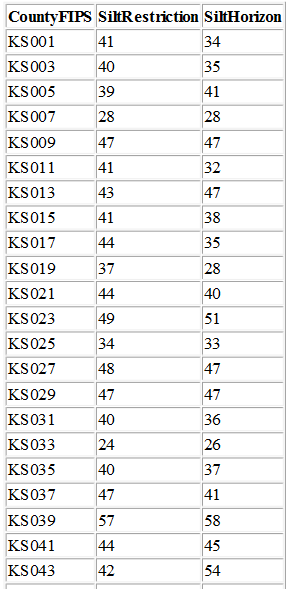 CountyFIPS SiltRestriction SiltHorizon
KS001 41 34
KS003 40 35
KS005 39 41
KS007 28 28
KS009 47 47
KS011 41 32
KS013 43 47
KS015 41 38
KS017 44 35
KS019 37 28
KS021 44 40
KS023 49 51
KS025 34 33
KS027 48 47
KS029 47 47
KS031 40 36
KS033 24 26
KS035 40 37
KS037 47 41
KS039 57 58
KS041 44 45
KS043 42 54